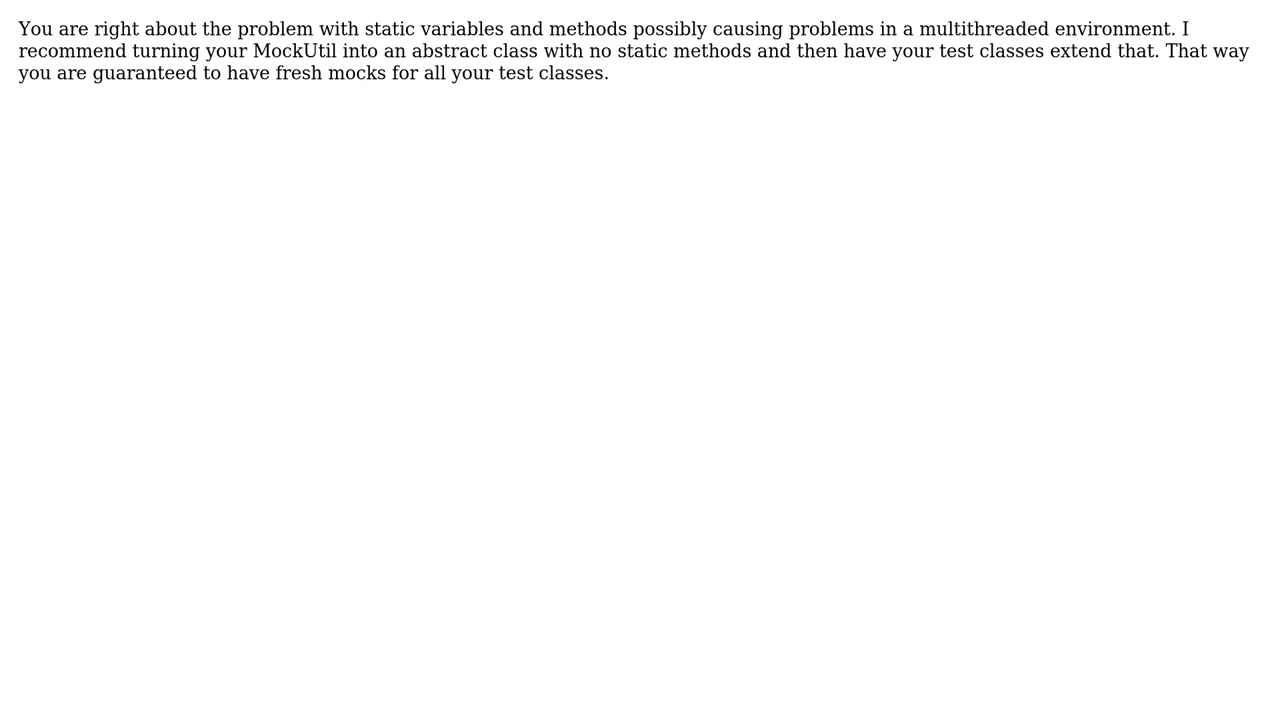 You are right about the problem with static variables and methods possibly causing problems in a multithreaded environment. I
recommend turning your MockUtil into an abstract class with no static methods and then have your test classes extend that. That way
you are guaranteed to have fresh mocks for all your test classes.